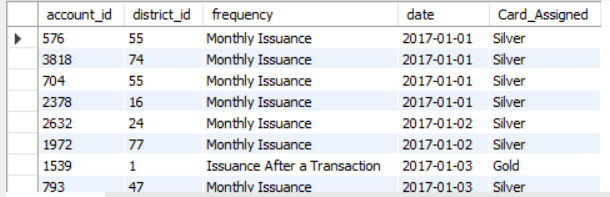 account_id district_id frequency date Card_Assigned
576 55 Monthly Issuance 2017-01-01 Silver
3818 74 Monthly Issuance 2017-01-01 Silver
704 55 Monthly Issuance 2017-01-01 Silver
2378 16 Monthly Issuance 2017-01-01 Silver
2632 24 Monthly Issuance 2017-01-02 Silver
1972 77 Monthly Issuance 2017-01-02 Silver
1539 1 Issuance After a Transaction 2017-01-03 Gold
793 47 Monthly Issuance 2017-01-03 Silver